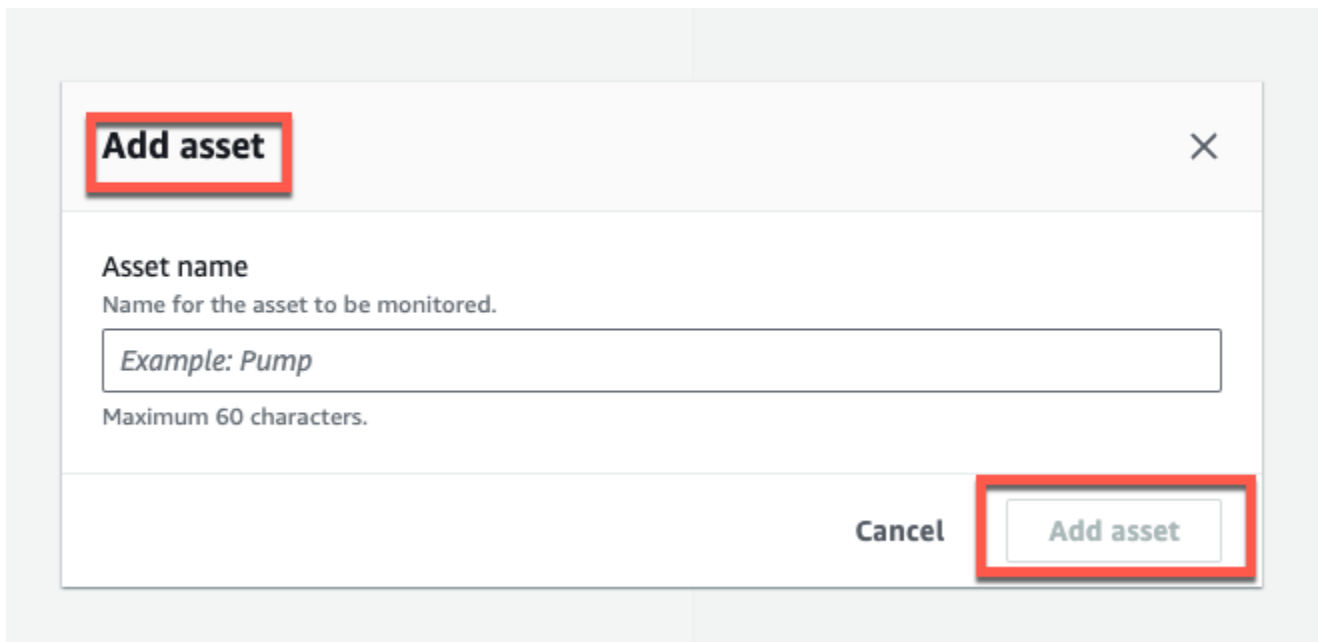 Add asset
Asset name
Name for the asset to be monitored.
Example: Pump
Maximum 60 characters.
Cancel
Add asset